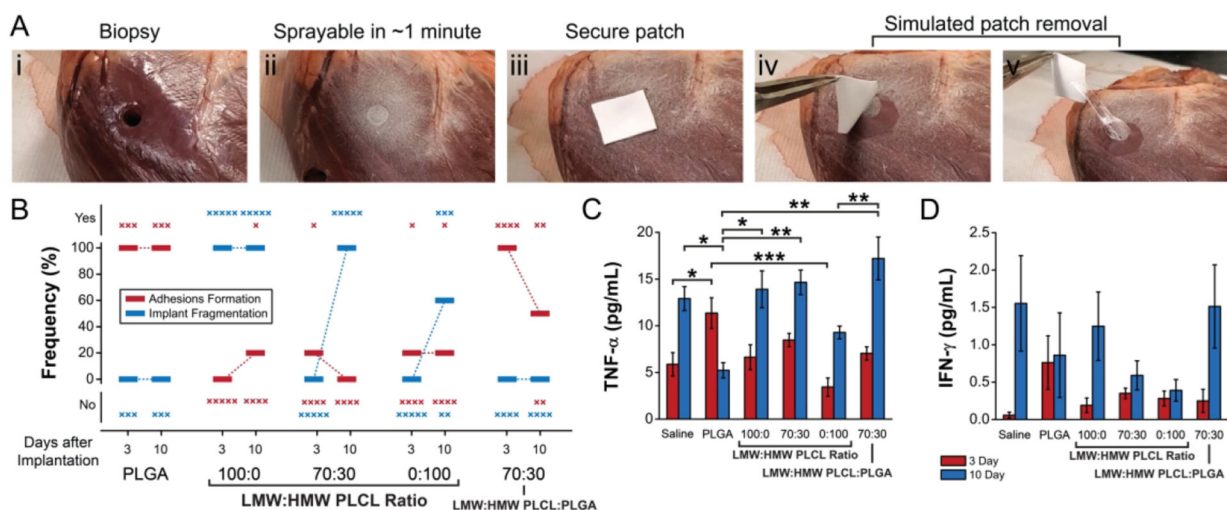 A
Biopsy
Sprayable in ~1 minute
Secure patch
Simulated patch removal
i
ii
iii
iv
v
B
Yes
××× ×××
××××× ×××××
×
×
×××××
×
×××
×
×××× ××
Frequency (%)
100
80
60
40
20
0
Adhesions Formation
Implant Fragmentation
No
××××× ××××
×××× ××××
×××× ××××
××
××× ×××
×××××
××××× ××
×××× ××××
Days after
Implantation
3 10 3 10 3 10 3 10 3 10
PLGA
100:0
70:30
0:100
70:30
LMW:HMW PLCL Ratio
LMW:HMW PLCL:PLGA
C
TNF-α (pg/mL)
20
15
10
5
0
** 
**
*
* **
***
*
Saline PLGA 100:0 70:30 0:100 70:30
LMW:HMW PLCL Ratio
LMW:HMW PLCL:PLGA
D
IFN-γ (pg/mL)
2.5
2.0
1.5
1.0
0.5
0.0
Saline PLGA 100:0 70:30 0:100 70:30
LMW:HMW PLCL Ratio
LMW:HMW PLCL:PLGA
3 Day
10 Day